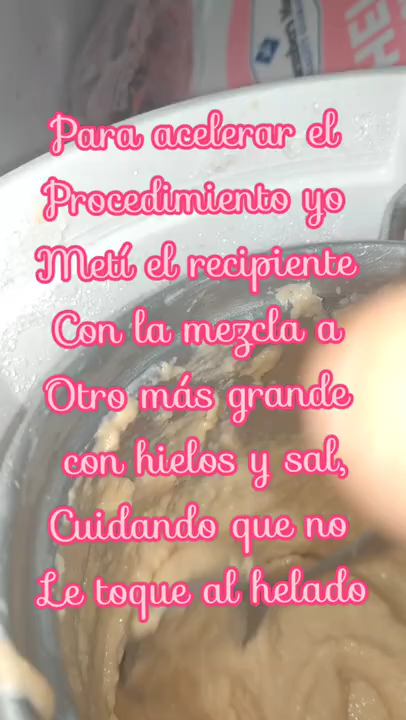 HEL
Para acelerar el
Procedimiento yo
Metí el recipiente
Con la mezcla a
Otro más grande
con hielos y sal,
Cuidando que no
Le toque al helado